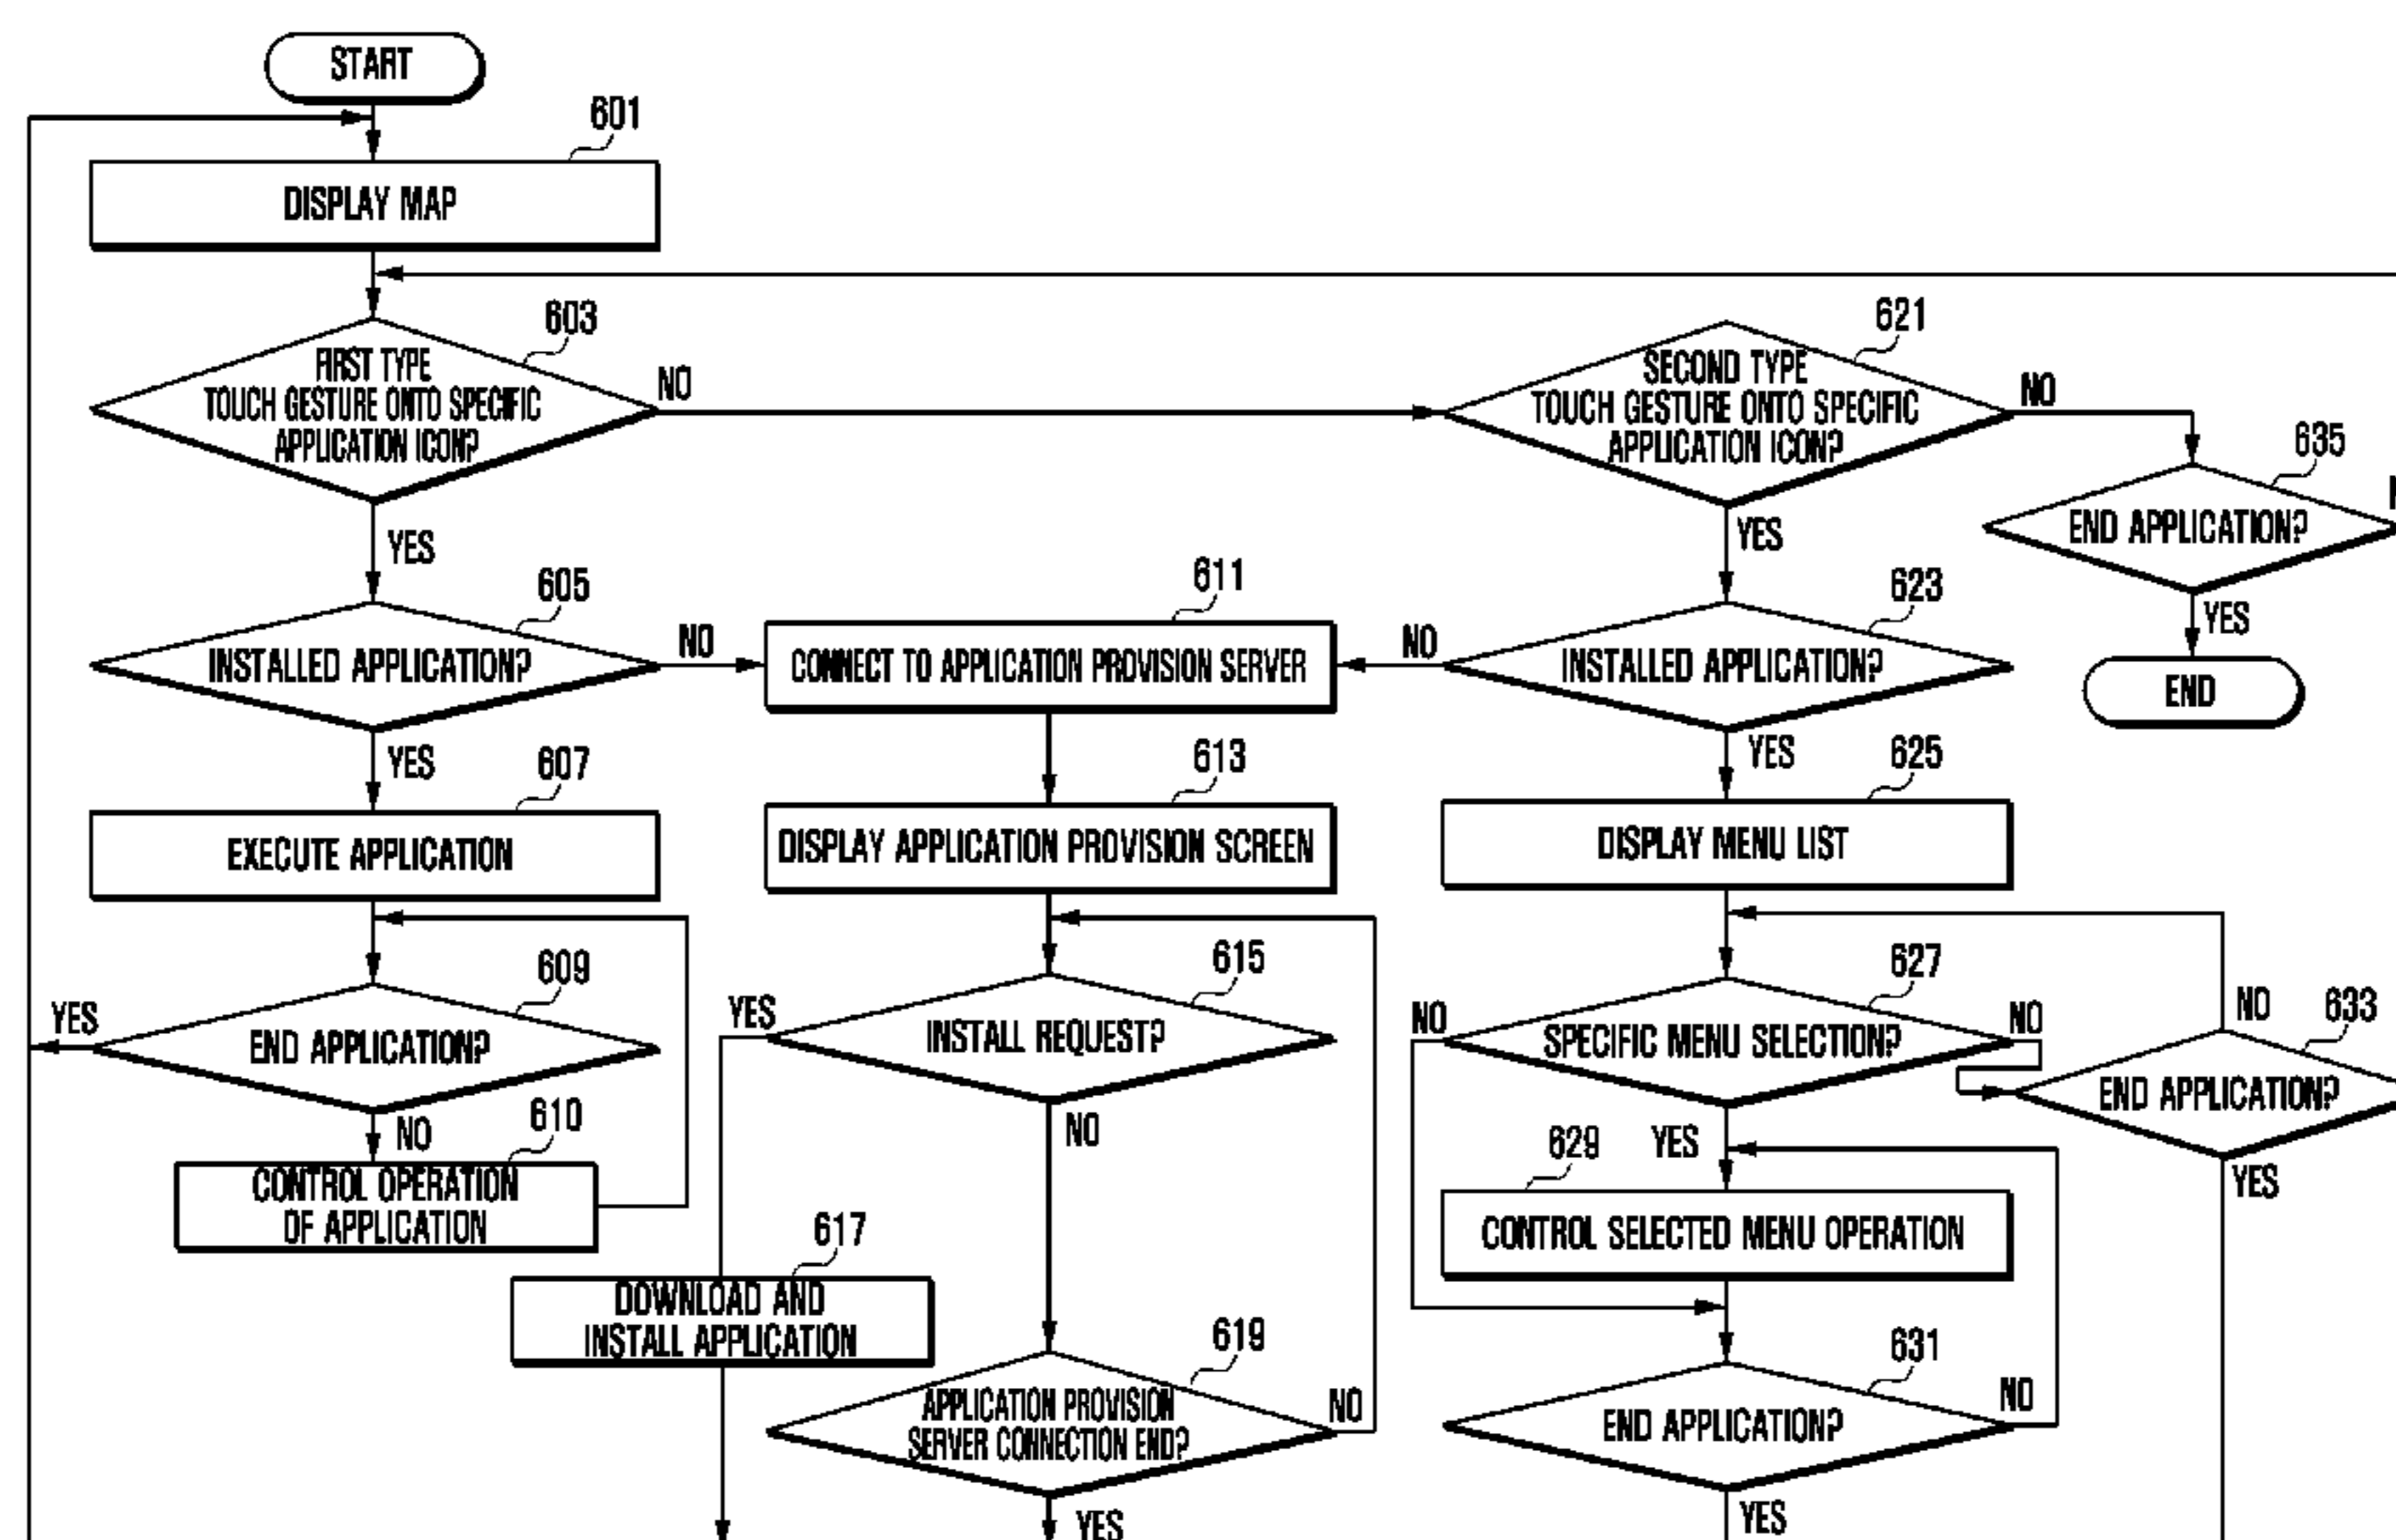 START
601
DISPLAY MAP
603
FIRST TYPE
TOUCH GESTURE ONTO SPECIFIC
APPLICATION ICON?
NO
YES
621
SECOND TYPE
TOUCH GESTURE ONTO SPECIFIC
APPLICATION ICON?
NO
YES
635
END APPLICATION?
YES
END
605
INSTALLED APPLICATION?
NO
YES
611
CONNECT TO APPLICATION PROVISION SERVER
623
INSTALLED APPLICATION?
NO
YES
607
EXECUTE APPLICATION
613
DISPLAY APPLICATION PROVISION SCREEN
625
DISPLAY MENU LIST
609
END APPLICATION?
YES
NO
610
CONTROL OPERATION
OF APPLICATION
615
INSTALL REQUEST?
YES
NO
617
DOWNLOAD AND
INSTALL APPLICATION
619
APPLICATION PROVISION
SERVER CONNECTION END?
NO
YES
627
SPECIFIC MENU SELECTION?
NO
NO
YES
633
END APPLICATION?
NO
YES
629
CONTROL SELECTED MENU OPERATION
631
END APPLICATION?
NO
YES